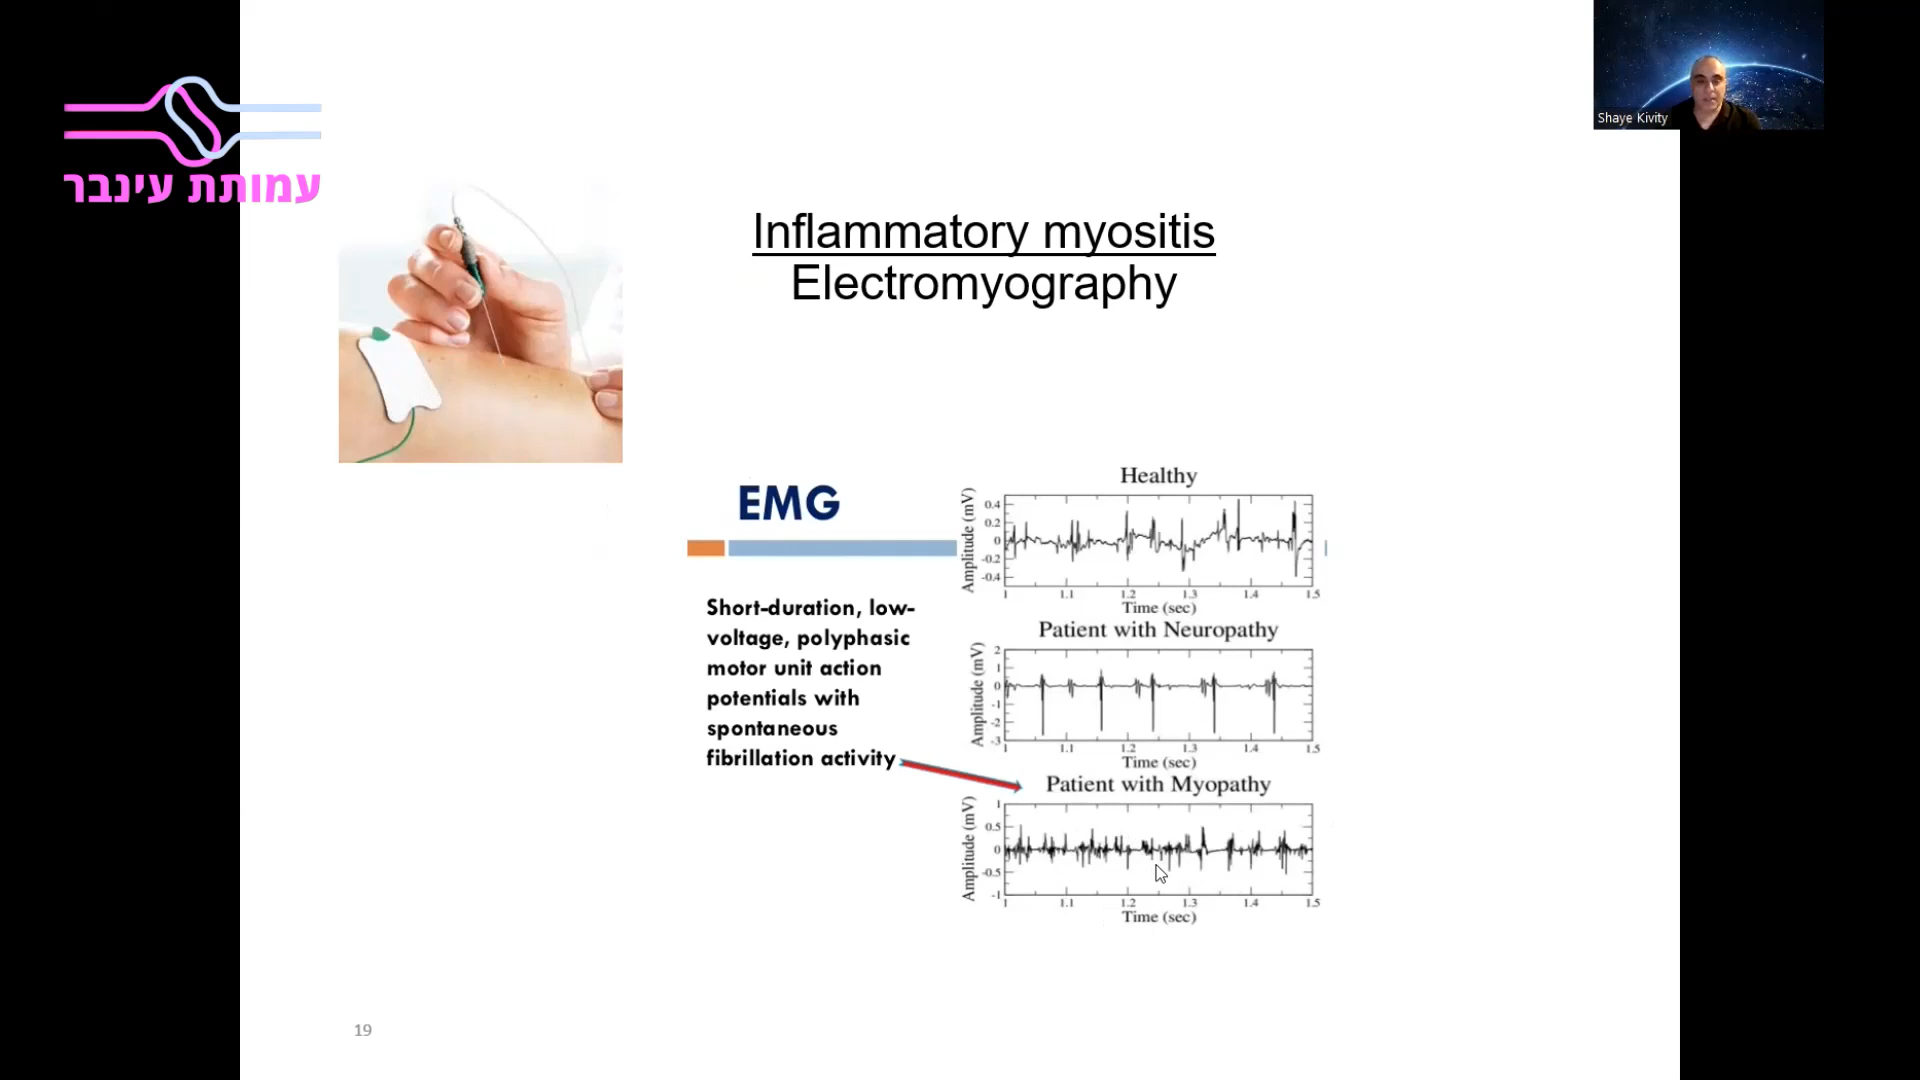 Shaye Kivity
עמותת עינבר
Inflammatory myositis
Electromyography
EMG
Short-duration, low-
voltage, polyphasic
motor unit action
potentials with
spontaneous
fibrillation activity
Healthy
Amplitude (mV)
0.4
0.2
0
-0.2
-0.4
1 1.1 1.2 1.3 1.4 1.5
Time (sec)
Patient with Neuropathy
Amplitude (mV)
2
1
0
-1
-2
-3
1 1.1 1.2 1.3 1.4 1.5
Time (sec)
Patient with Myopathy
Amplitude (mV)
1
0.5
0
-0.5
-1
1 1.1 1.2 1.3 1.4 1.5
Time (sec)
19